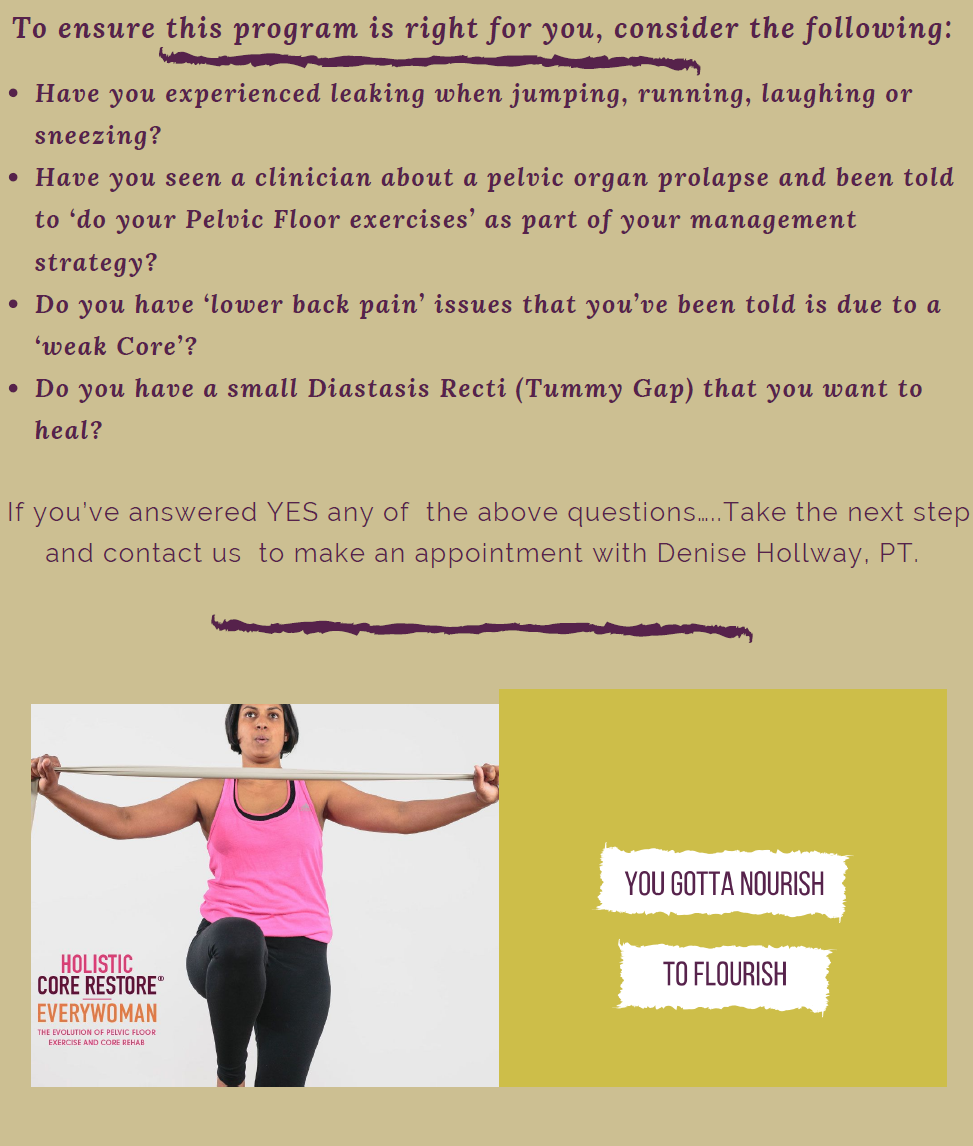 To ensure this program is right for you, consider the following:
• Have you experienced leaking when jumping, running, laughing or
sneezing?
• Have you seen a clinician about a pelvic organ prolapse and been told
to ‘do your Pelvic Floor exercises’ as part of your management
strategy?
• Do you have ‘lower back pain’ issues that you’ve been told is due to a
‘weak Core’?
• Do you have a small Diastasis Recti (Tummy Gap) that you want to
heal?
If you’ve answered YES any of  the above questions…..Take the next step
and contact us  to make an appointment with Denise Hollway, PT.
HOLISTIC
CORE RESTORE®
EVERYWOMAN
THE EVOLUTION OF PELVIC FLOOR
EXERCISE AND CORE REHAB
YOU GOTTA NOURISH
TO FLOURISH